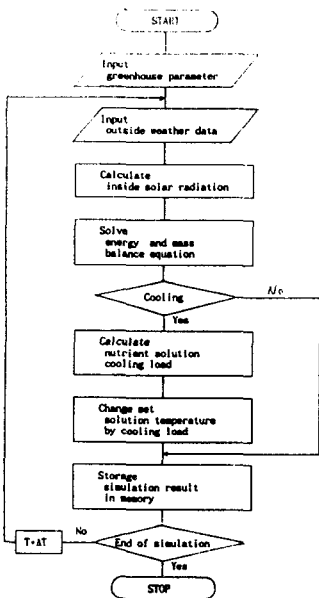 START
Input
greenhouse parameter
Input
outside weather data
Calculate
inside solar radiation
Solve
energy and mass
balance equation
Cooling
No
Yes
Calculate
nutrient solution
cooling load
Change set
solution temperature
by cooling load
Storage
simulation result
in memory
T+ΔT
No
End of simulation
Yes
STOP